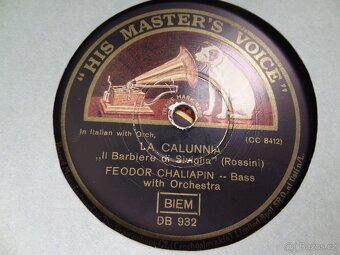 "HIS MASTER'S VOICE"
In Italian with Orch.
(CC 8412)
LA CALUNNIA
„Il Barbiere di Siviglia" (Rossini)
FEODOR CHALIAPIN -- Bass
with Orchestra
BIEM
DB 932